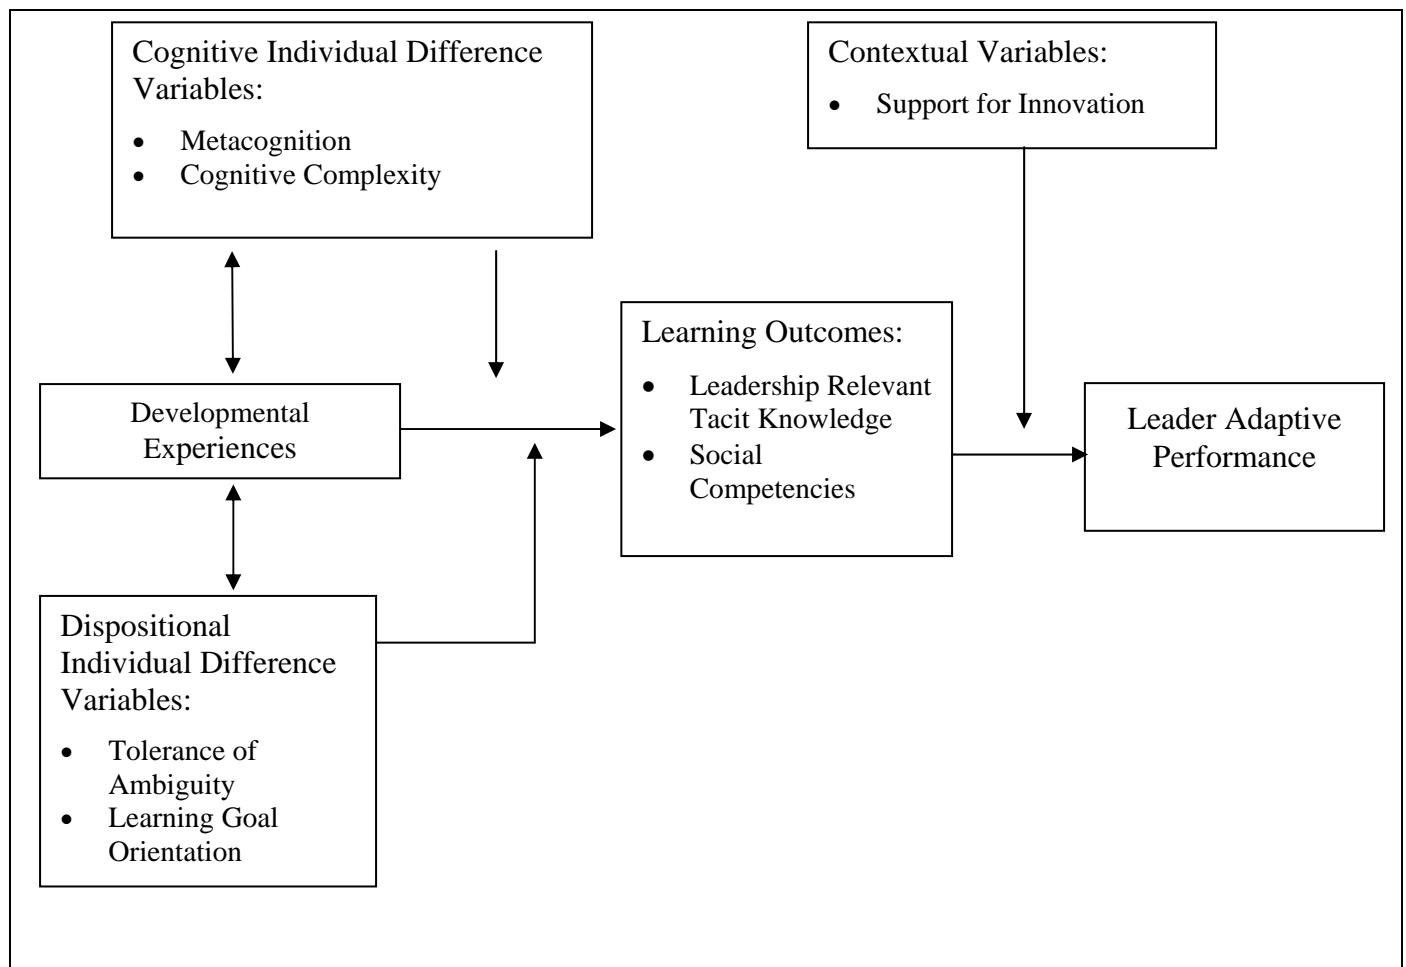 Cognitive Individual Difference
Variables:
• Metacognition
• Cognitive Complexity
Contextual Variables:
• Support for Innovation
Developmental
Experiences
Learning Outcomes:
• Leadership Relevant
Tacit Knowledge
• Social
Competencies
Leader Adaptive
Performance
Dispositional
Individual Difference
Variables:
• Tolerance of
Ambiguity
• Learning Goal
Orientation